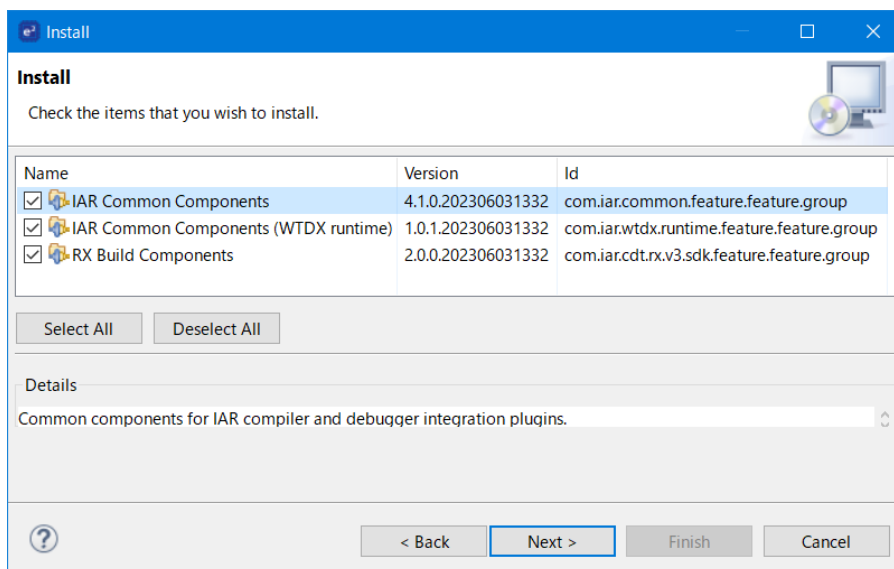 e² Install
Install
Check the items that you wish to install.
Name Version Id
IAR Common Components 4.1.0.202306031332 com.iar.common.feature.feature.group
IAR Common Components (WTDX runtime) 1.0.1.202306031332 com.iar.wtdx.runtime.feature.feature.group
RX Build Components 2.0.0.202306031332 com.iar.cdt.rx.v3.sdk.feature.feature.group
Select All Deselect All
Details
Common components for IAR compiler and debugger integration plugins.
? < Back Next > Finish Cancel